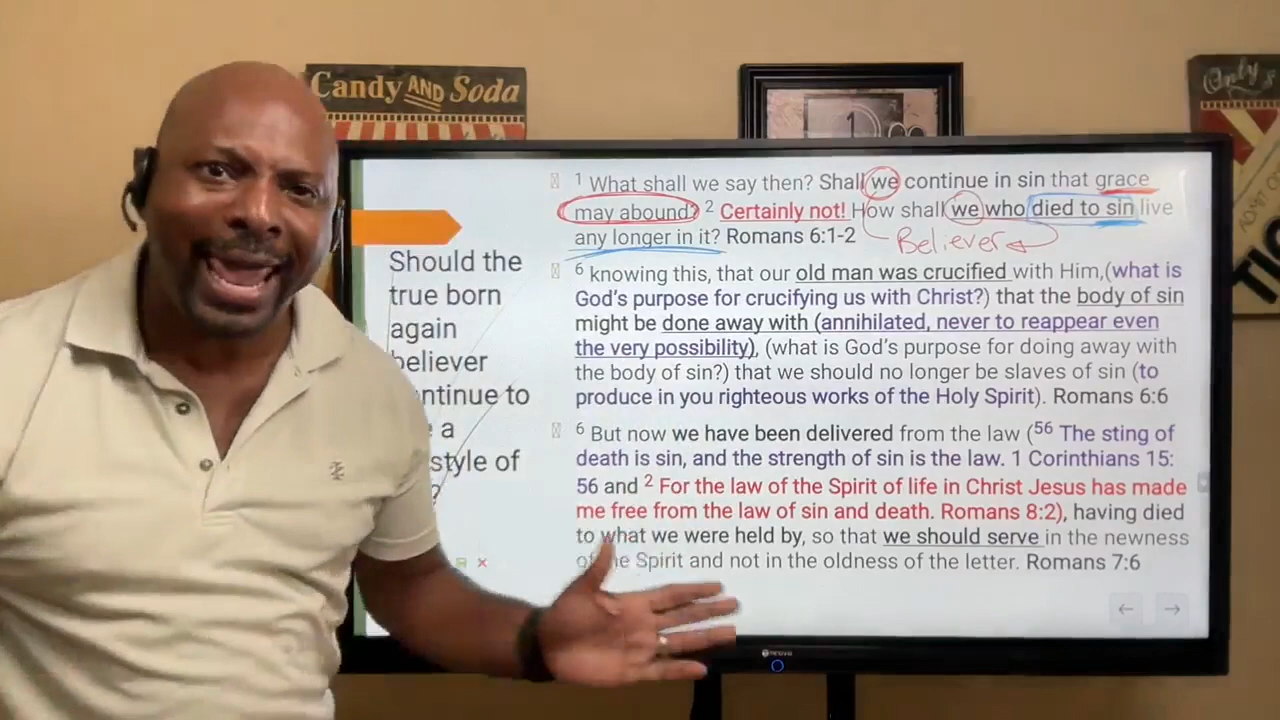 Candy AND Soda
Only 5
ADMIT O
TIC
1 What shall we say then? Shall we continue in sin that grace
may abound? 2 Certainly not! How shall we who died to sin live
any longer in it? Romans 6:1-2
Believer
6 knowing this, that our old man was crucified with Him,(what is
God's purpose for crucifying us with Christ?) that the body of sin
might be done away with (annihilated, never to reappear even
the very possibility), (what is God's purpose for doing away with
the body of sin?) that we should no longer be slaves of sin (to
produce in you righteous works of the Holy Spirit). Romans 6:6
6 But now we have been delivered from the law (56 The sting of
death is sin, and the strength of sin is the law. 1 Corinthians 15:
56 and 2 For the law of the Spirit of life in Christ Jesus has made
me free from the law of sin and death. Romans 8:2), having died
to what we were held by, so that we should serve in the newness
of the Spirit and not in the oldness of the letter. Romans 7:6
Should the
true born
again
believer
ntinue to
a
style of
?